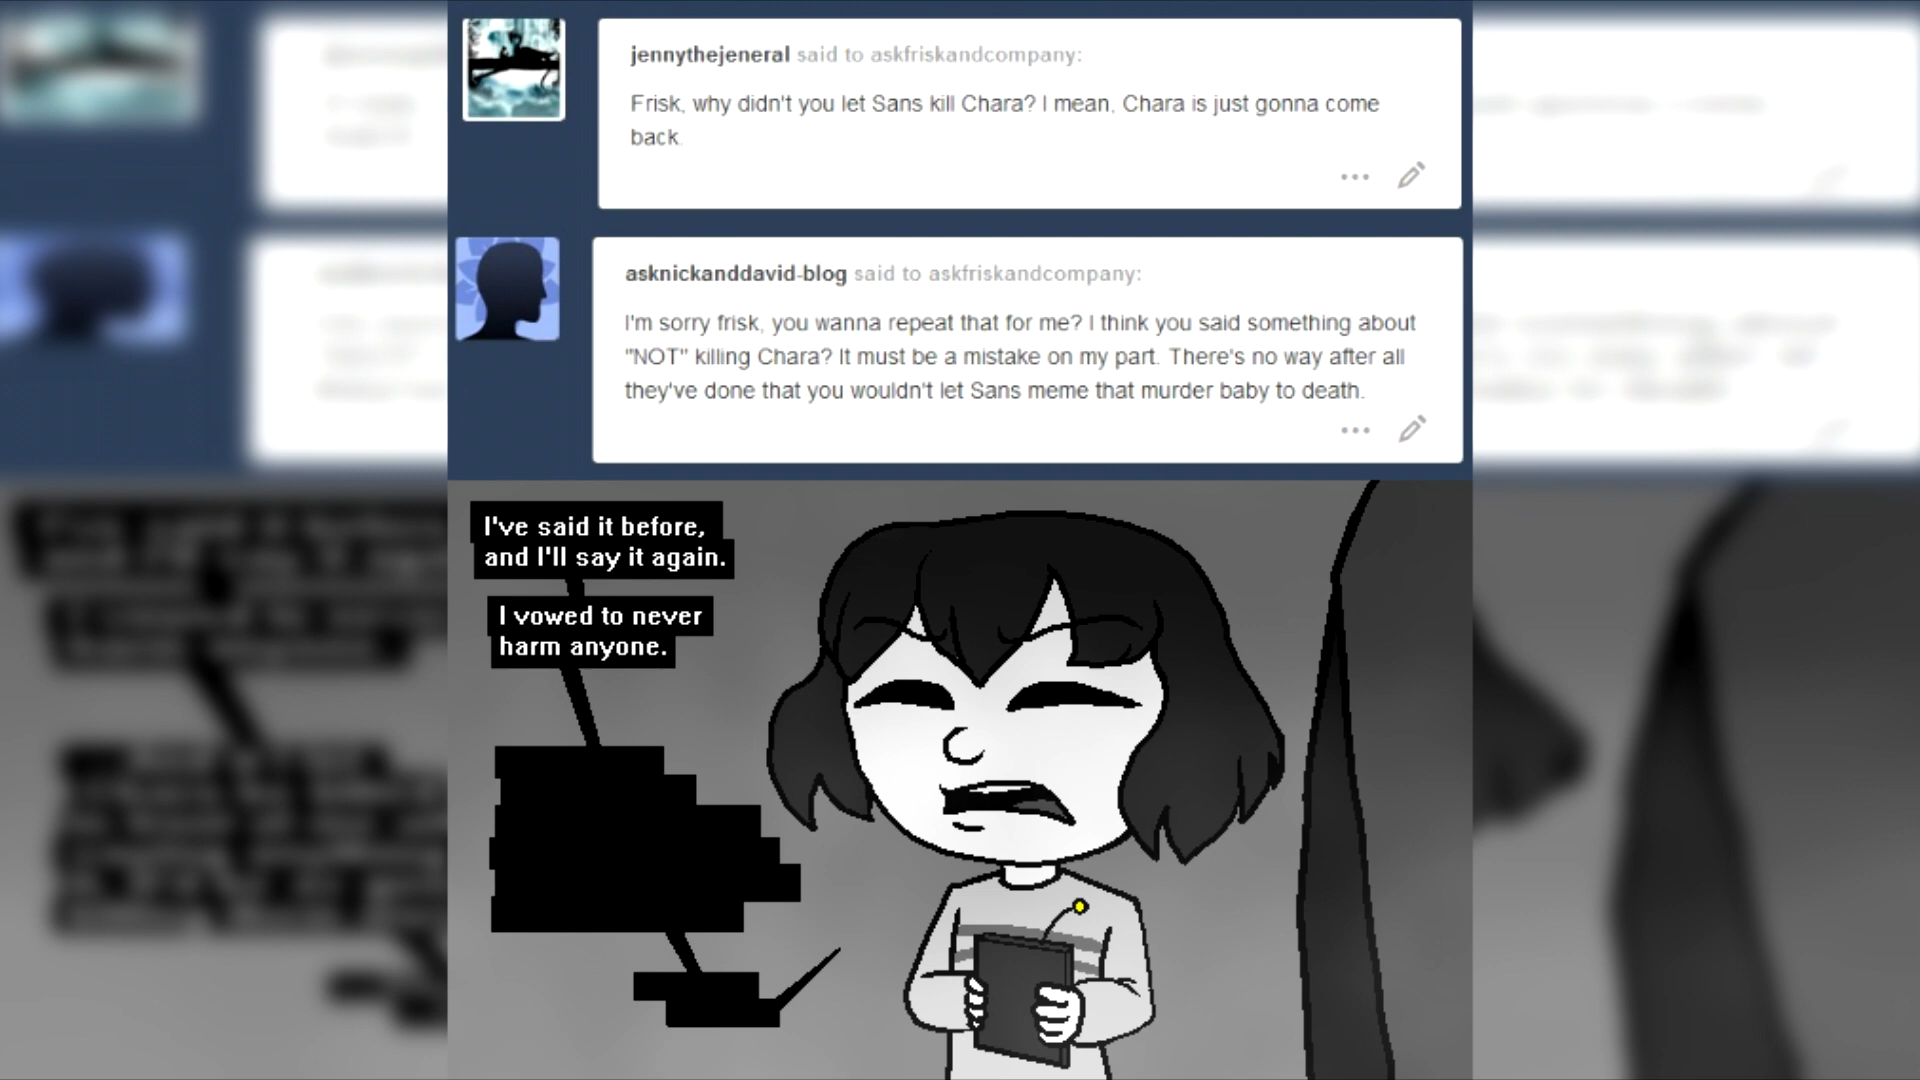 jennythejeneral said to askfriskandcompany:
Frisk, why didn't you let Sans kill Chara? I mean, Chara is just gonna come
back.
asknickanddavid-blog said to askfriskandcompany:
I'm sorry frisk, you wanna repeat that for me? I think you said something about
"NOT" killing Chara? It must be a mistake on my part. There's no way after all
they've done that you wouldn't let Sans meme that murder baby to death.
I've said it before,
and I'll say it again.
I vowed to never
harm anyone.